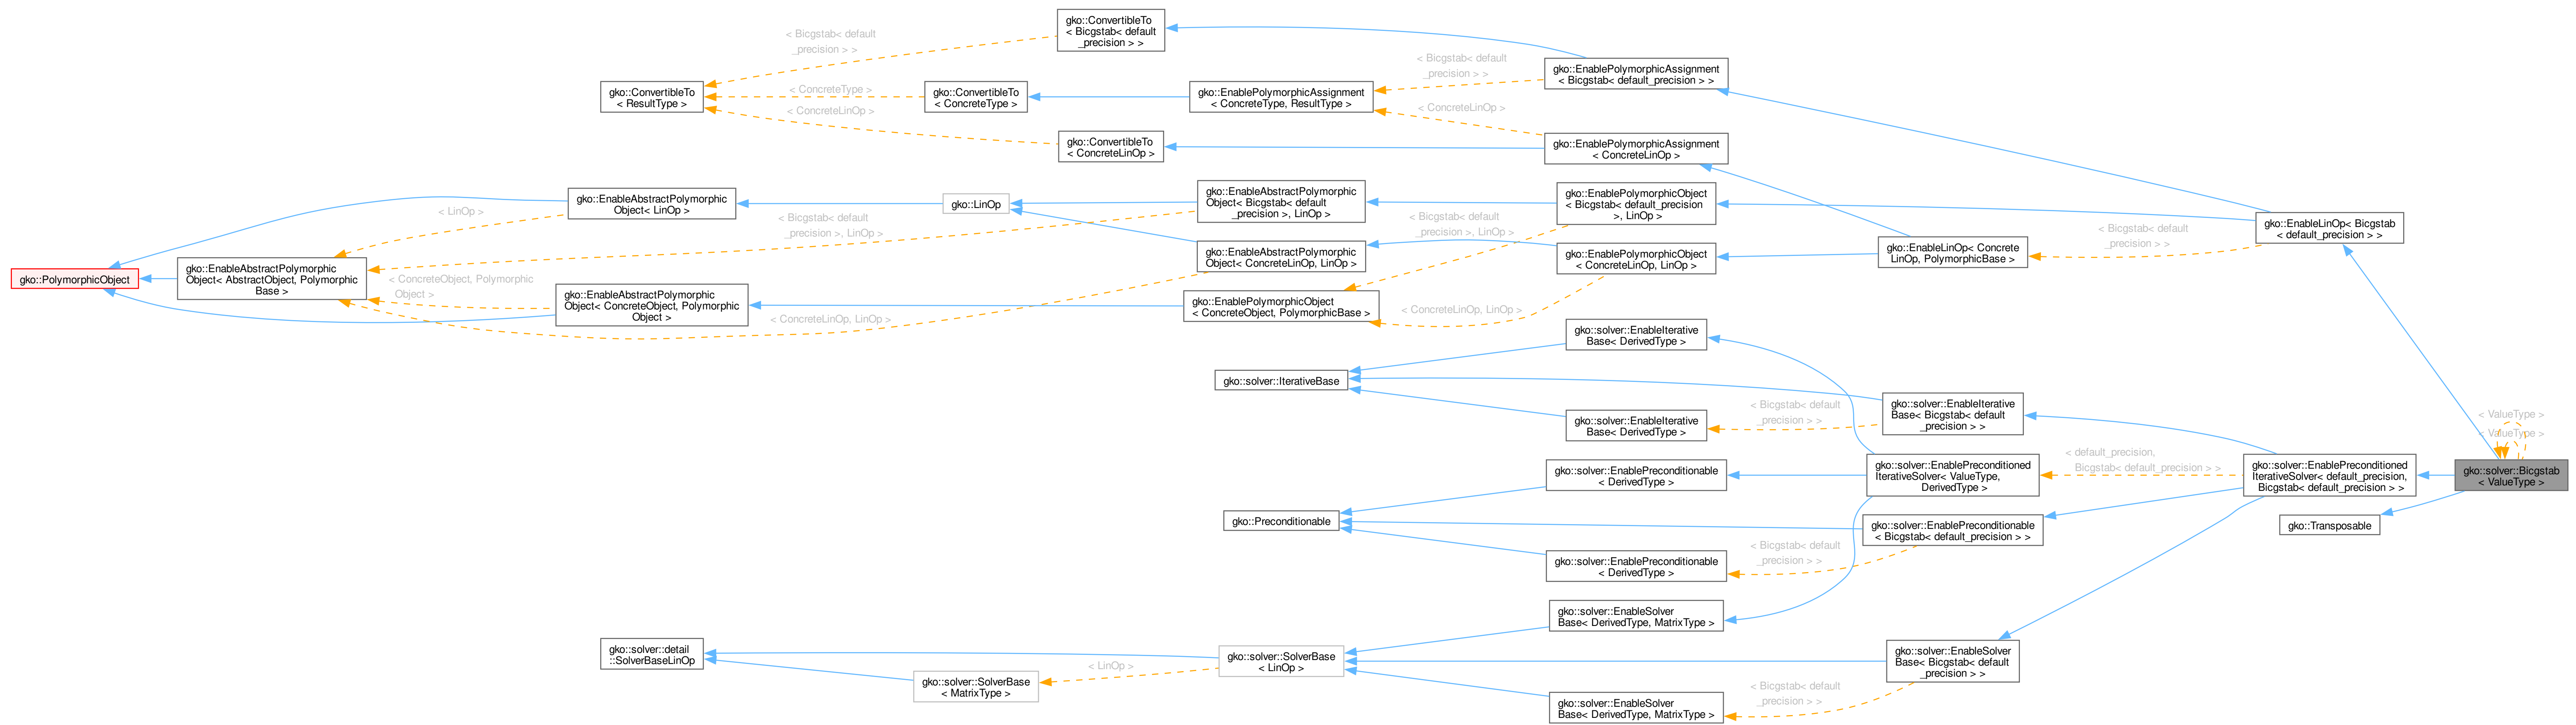 gko::ConvertibleTo
< Bicgstab< default
_precision > >
< Bicgstab< default
_precision > >
gko::EnablePolymorphicAssignment
< Bicgstab< default_precision > >
< Bicgstab< default
_precision > >
gko::ConvertibleTo
< ResultType >
< ConcreteType >
gko::ConvertibleTo
< ConcreteType >
gko::EnablePolymorphicAssignment
< ConcreteType, ResultType >
< ConcreteLinOp >
< ConcreteLinOp >
gko::ConvertibleTo
< ConcreteLinOp >
gko::EnablePolymorphicAssignment
< ConcreteLinOp >
gko::EnableAbstractPolymorphic
Object< LinOp >
gko::LinOp
gko::EnableAbstractPolymorphic
Object< Bicgstab< default
_precision >, LinOp >
gko::EnablePolymorphicObject
< Bicgstab< default_precision
>, LinOp >
< LinOp >
< Bicgstab< default
_precision >, LinOp >
< Bicgstab< default
_precision >, LinOp >
gko::EnableLinOp< Bicgstab
< default_precision > >
< Bicgstab< default
_precision > >
gko::EnableLinOp< Concrete
LinOp, PolymorphicBase >
gko::EnableAbstractPolymorphic
Object< ConcreteLinOp, LinOp >
gko::EnablePolymorphicObject
< ConcreteLinOp, LinOp >
gko::PolymorphicObject
gko::EnableAbstractPolymorphic
Object< AbstractObject, Polymorphic
Base >
< ConcreteObject, Polymorphic
Object >
gko::EnableAbstractPolymorphic
Object< ConcreteObject, Polymorphic
Object >
gko::EnablePolymorphicObject
< ConcreteObject, PolymorphicBase >
< ConcreteLinOp, LinOp >
< ConcreteLinOp, LinOp >
gko::solver::EnableIterative
Base< DerivedType >
gko::solver::IterativeBase
gko::solver::EnableIterative
Base< DerivedType >
< Bicgstab< default
_precision > >
gko::solver::EnableIterative
Base< Bicgstab< default
_precision > >
< ValueType >
< ValueType >
gko::solver::EnablePreconditionable
< DerivedType >
gko::solver::EnablePreconditioned
IterativeSolver< ValueType,
DerivedType >
< default_precision,
Bicgstab< default_precision > >
gko::solver::EnablePreconditioned
IterativeSolver< default_precision,
Bicgstab< default_precision > >
gko::solver::Bicgstab
< ValueType >
gko::Preconditionable
gko::solver::EnablePreconditionable
< Bicgstab< default_precision > >
gko::Transposable
< Bicgstab< default
_precision > >
gko::solver::EnablePreconditionable
< DerivedType >
gko::solver::EnableSolver
Base< DerivedType, MatrixType >
gko::solver::detail
::SolverBaseLinOp
gko::solver::SolverBase
< LinOp >
gko::solver::EnableSolver
Base< Bicgstab< default
_precision > >
< LinOp >
gko::solver::SolverBase
< MatrixType >
< Bicgstab< default
_precision > >
gko::solver::EnableSolver
Base< DerivedType, MatrixType >